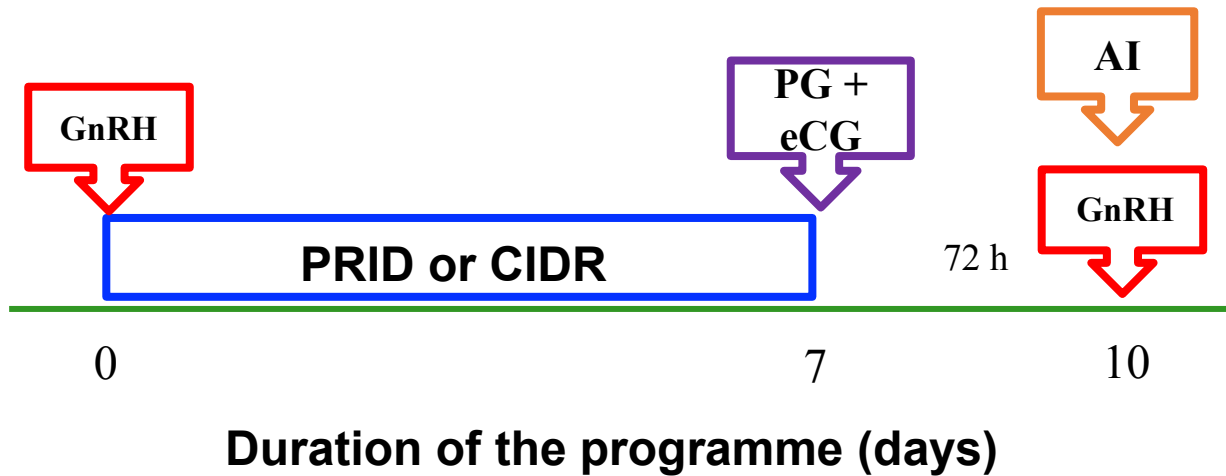 AI
PG +
eCG
GnRH
GnRH
PRID or CIDR
72 h
0
7
10
Duration of the programme (days)